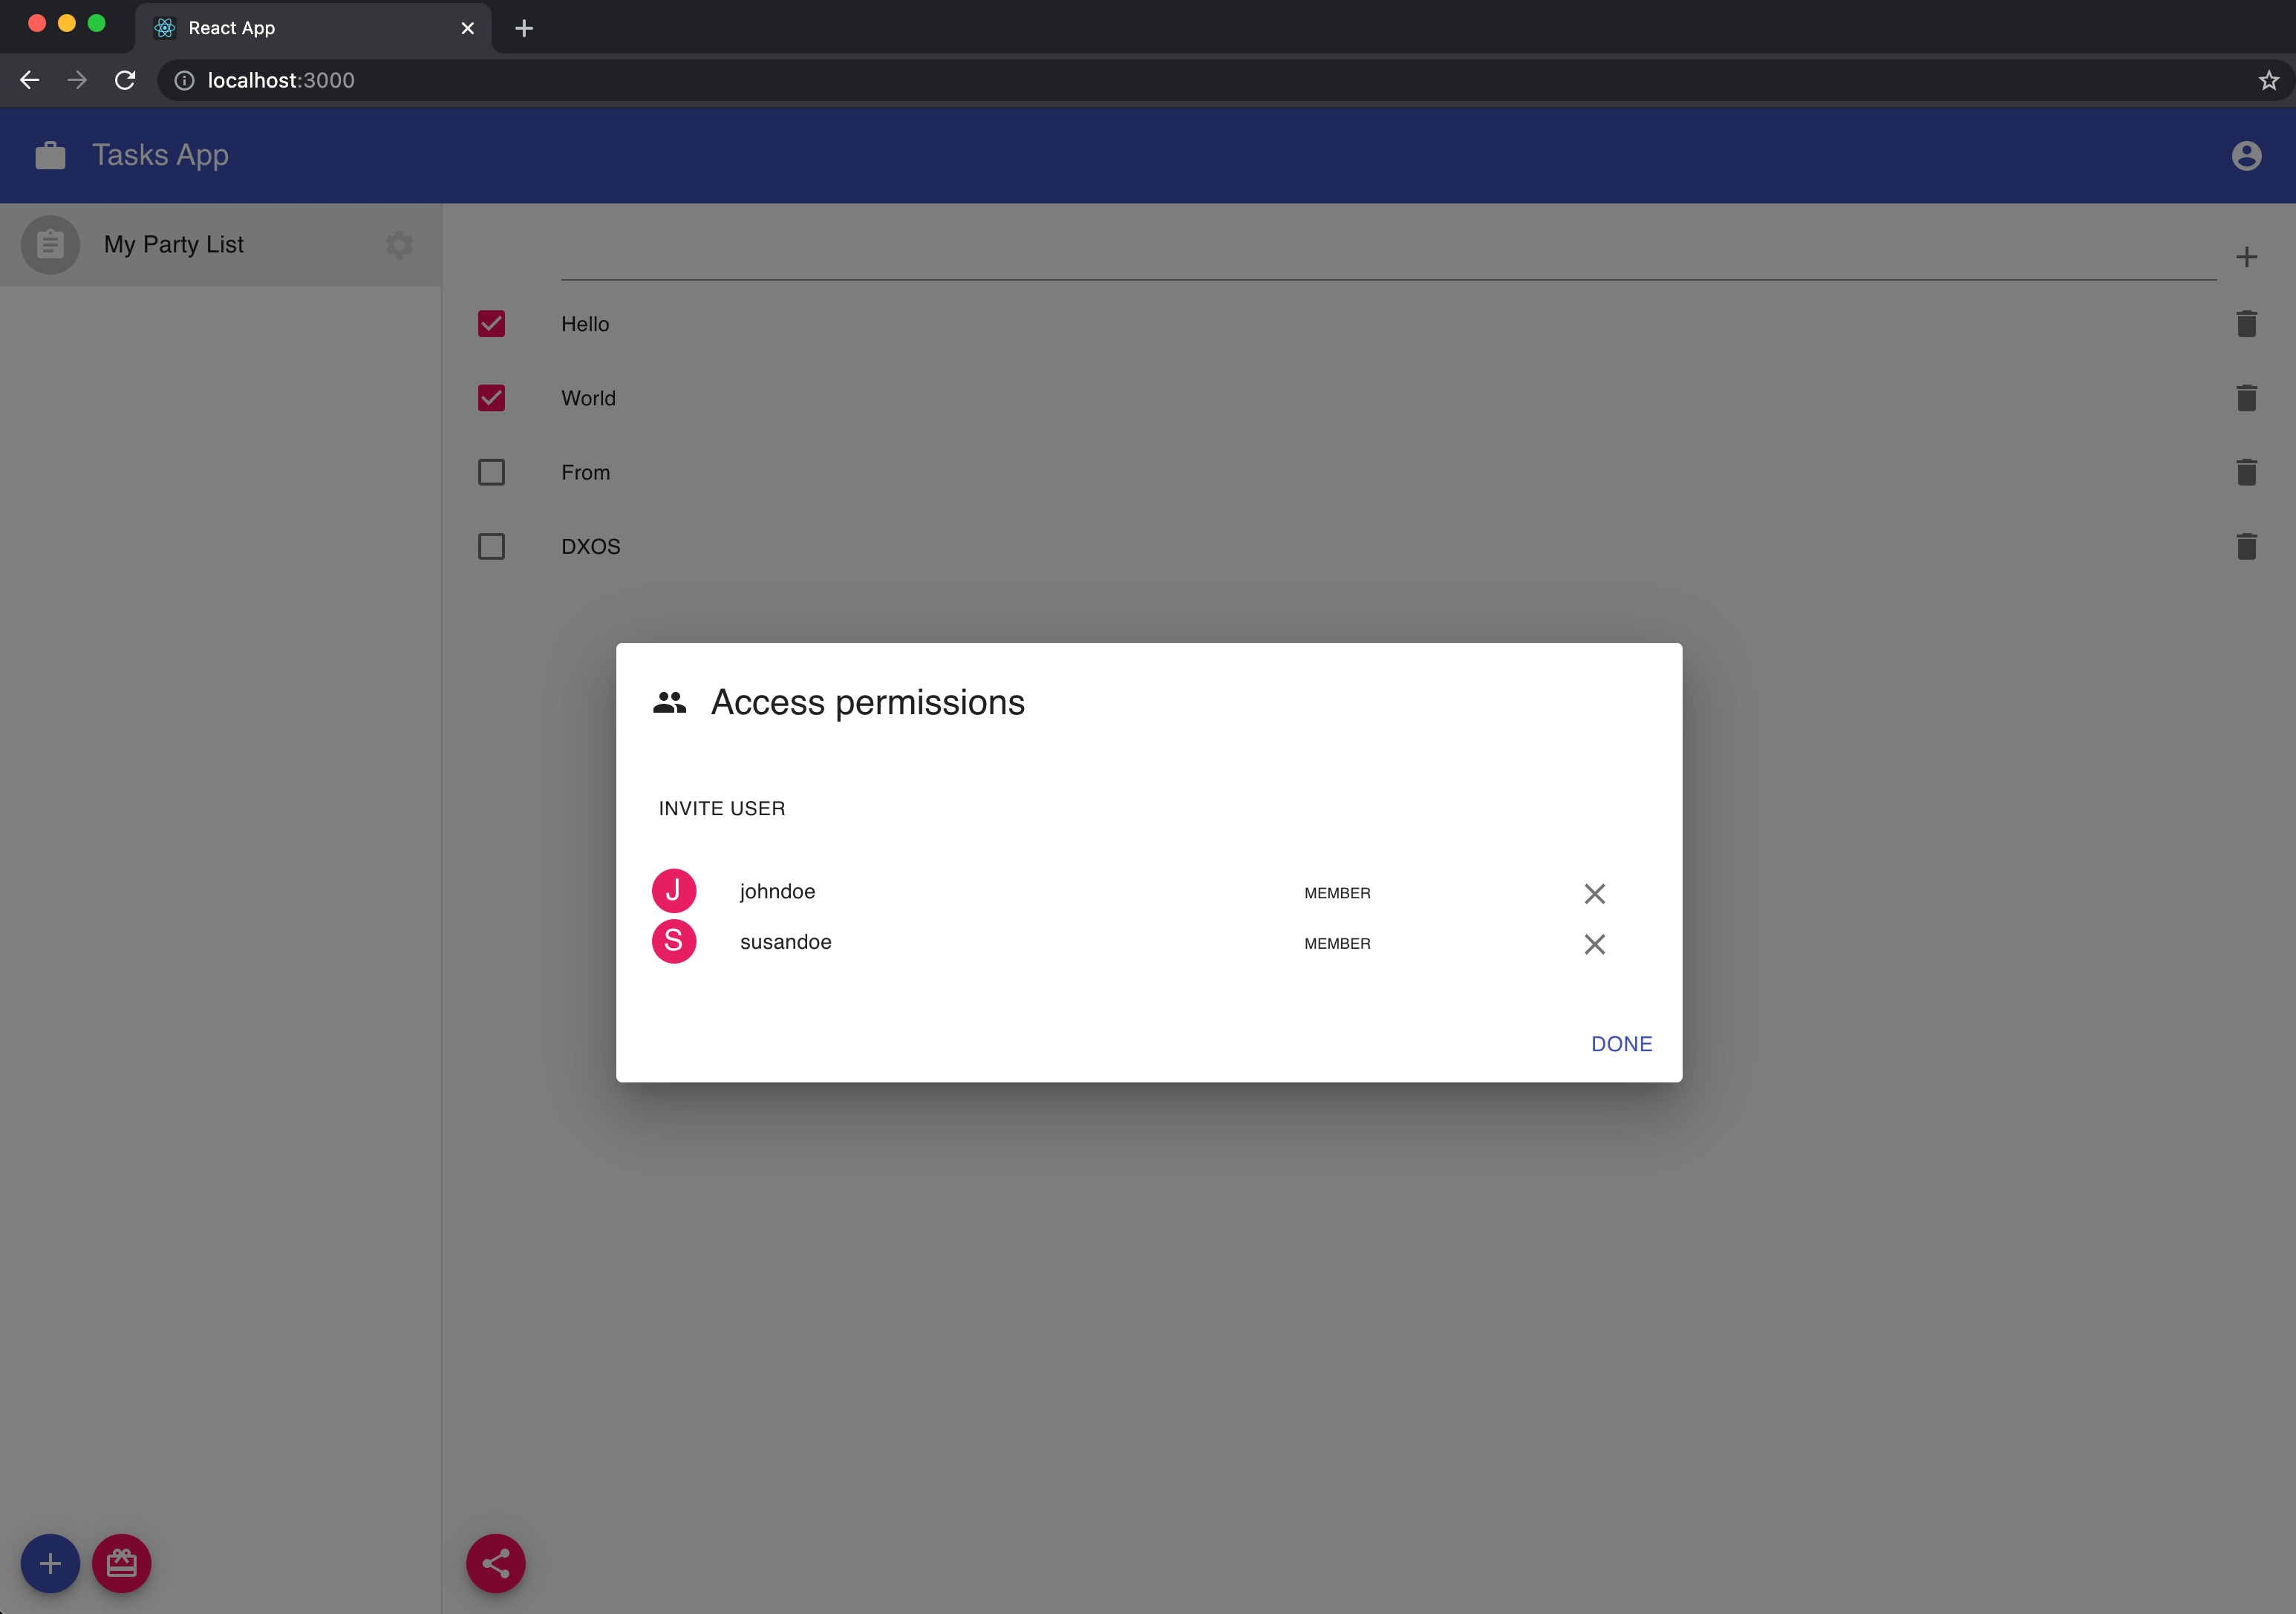 React App
localhost:3000
Tasks App
My Party List
Hello
World
From
DXOS
Access permissions
INVITE USER
J johndoe MEMBER
S susandoe MEMBER
DONE